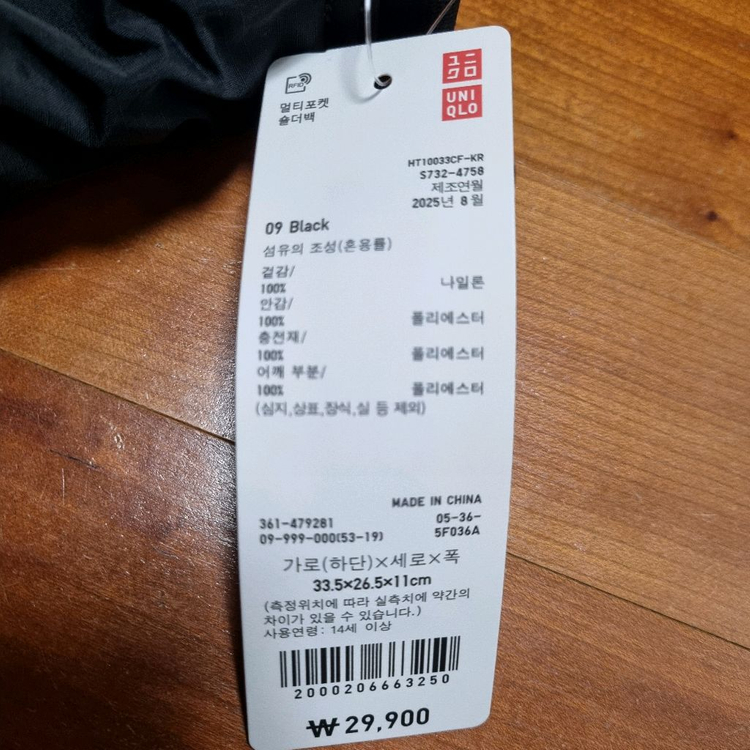 RFID
멀티포켓
숄더백
ユニ
クロ
UNI
QLO
HT10033CF-KR
S732-4758
제조연월
2025년 8월
09 Black
섬유의 조성(혼용률)
겉감/
100% 나일론
안감/
100% 폴리에스터
충전재/
100% 폴리에스터
어깨 부분/
100% 폴리에스터
(심지,상표,장식,실 등 제외)
MADE IN CHINA
361-479281 05-36-
09-999-000(53-19) 5F036A
가로(하단)×세로×폭
33.5×26.5×11cm
(측정위치에 따라 실측치에 약간의
차이가 있을 수 있습니다.)
사용연령: 14세 이상
2000206663250
₩29,900